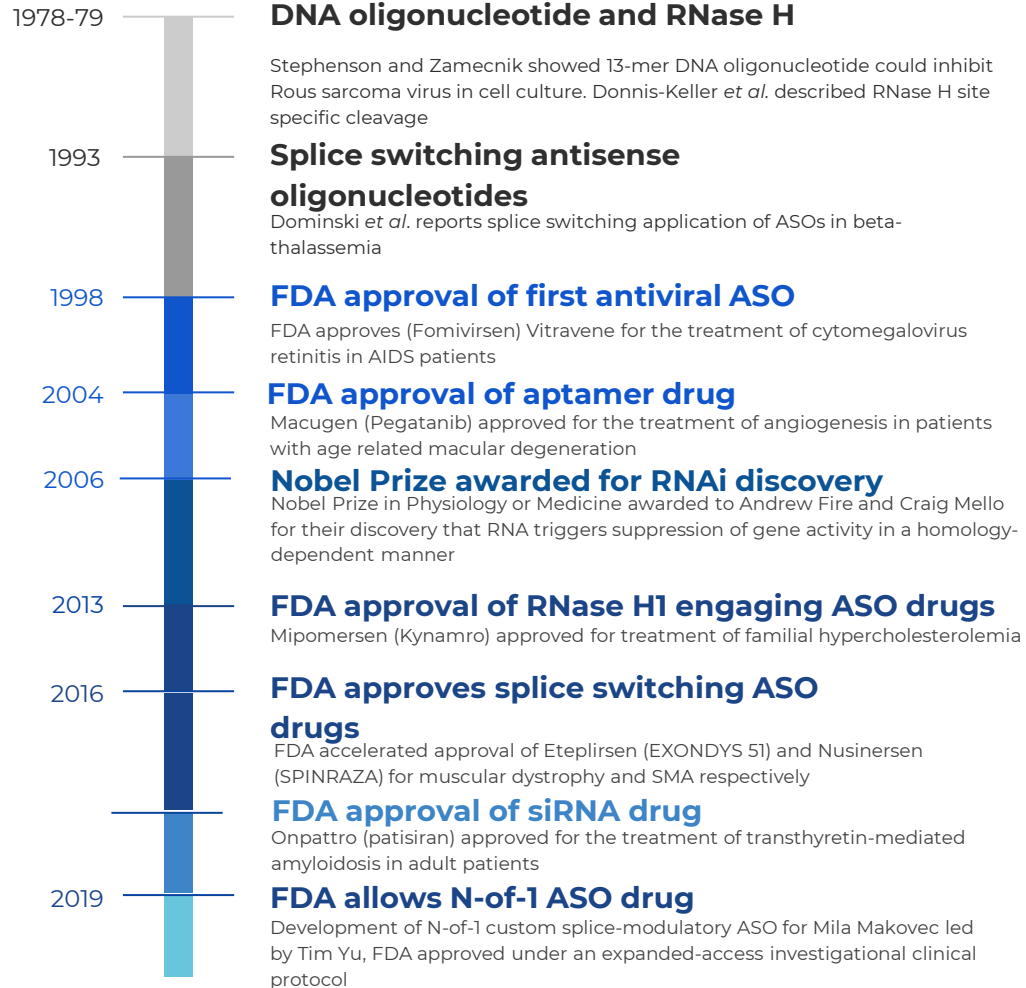 1978-79
DNA oligonucleotide and RNase H
Stephenson and Zamecnik showed 13-mer DNA oligonucleotide could inhibit
Rous sarcoma virus in cell culture. Donnis-Keller et al. described RNase H site
specific cleavage
1993
Splice switching antisense
oligonucleotides
Dominski et al. reports splice switching application of ASOs in beta-
thalassemia
1998
FDA approval of first antiviral ASO
FDA approves (Fomivirsen) Vitravene for the treatment of cytomegalovirus
retinitis in AIDS patients
2004
FDA approval of aptamer drug
Macugen (Pegatanib) approved for the treatment of angiogenesis in patients
with age related macular degeneration
2006
Nobel Prize awarded for RNAi discovery
Nobel Prize in Physiology or Medicine awarded to Andrew Fire and Craig Mello
for their discovery that RNA triggers suppression of gene activity in a homology-
dependent manner
2013
FDA approval of RNase H1 engaging ASO drugs
Mipomersen (Kynamro) approved for treatment of familial hypercholesterolemia
2016
FDA approves splice switching ASO
drugs
FDA accelerated approval of Eteplirsen (EXONDYS 51) and Nusinersen
(SPINRAZA) for muscular dystrophy and SMA respectively
FDA approval of siRNA drug
Onpattro (patisiran) approved for the treatment of transthyretin-mediated
amyloidosis in adult patients
2019
FDA allows N-of-1 ASO drug
Development of N-of-1 custom splice-modulatory ASO for Mila Makovec led
by Tim Yu, FDA approved under an expanded-access investigational clinical
protocol